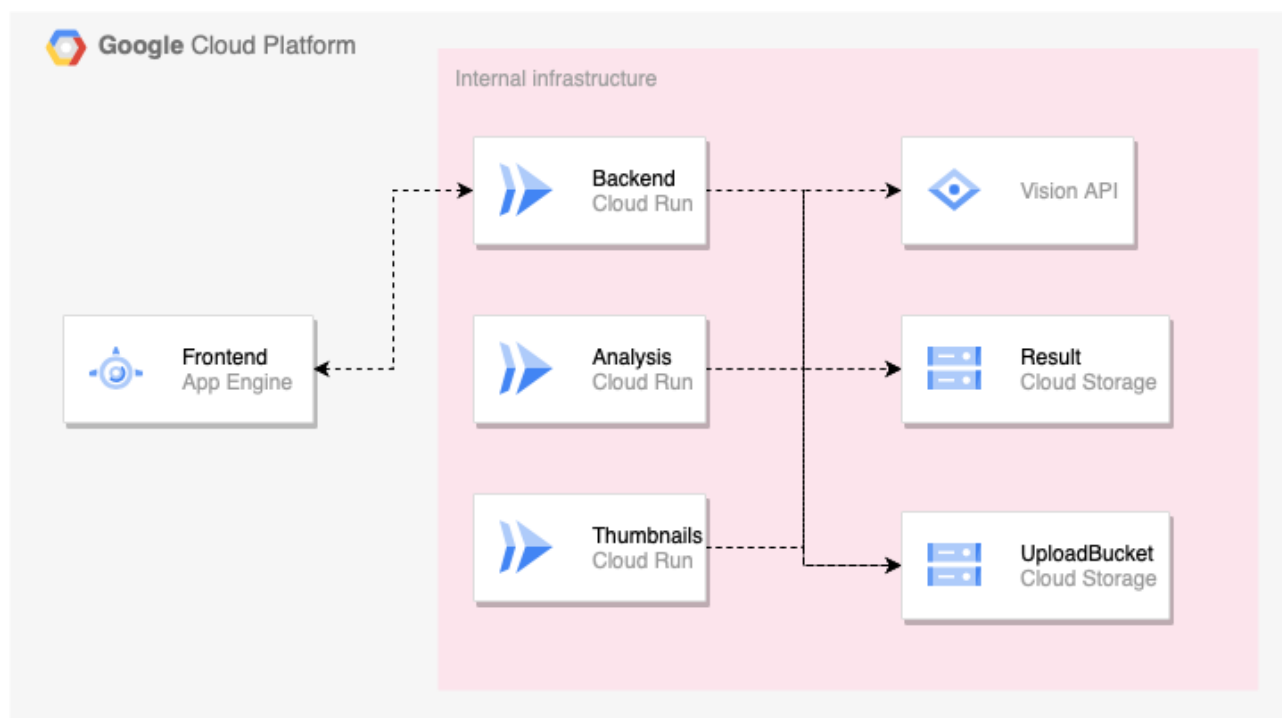 Google Cloud Platform
Internal infrastructure
Backend
Cloud Run
Vision API
Frontend
App Engine
Analysis
Cloud Run
Result
Cloud Storage
Thumbnails
Cloud Run
UploadBucket
Cloud Storage